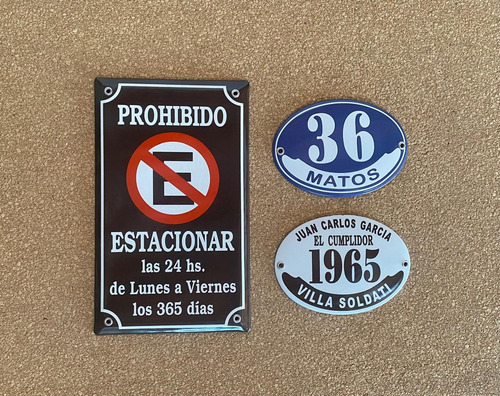 PROHIBIDO
E
ESTACIONAR
las 24 hs.
de Lunes a Viernes
los 365 días
36
MATOS
JUAN CARLOS GARCIA
EL CUMPLIDOR
1965
VILLA SOLDATI